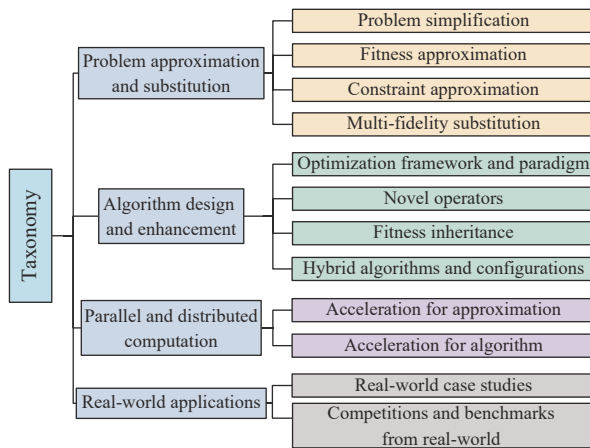 Taxonomy
Problem approximation
and substitution
Problem simplification
Fitness approximation
Constraint approximation
Multi-fidelity substitution
Algorithm design
and enhancement
Optimization framework and paradigm
Novel operators
Fitness inheritance
Hybrid algorithms and configurations
Parallel and distributed
computation
Acceleration for approximation
Acceleration for algorithm
Real-world applications
Real-world case studies
Competitions and benchmarks
from real-world